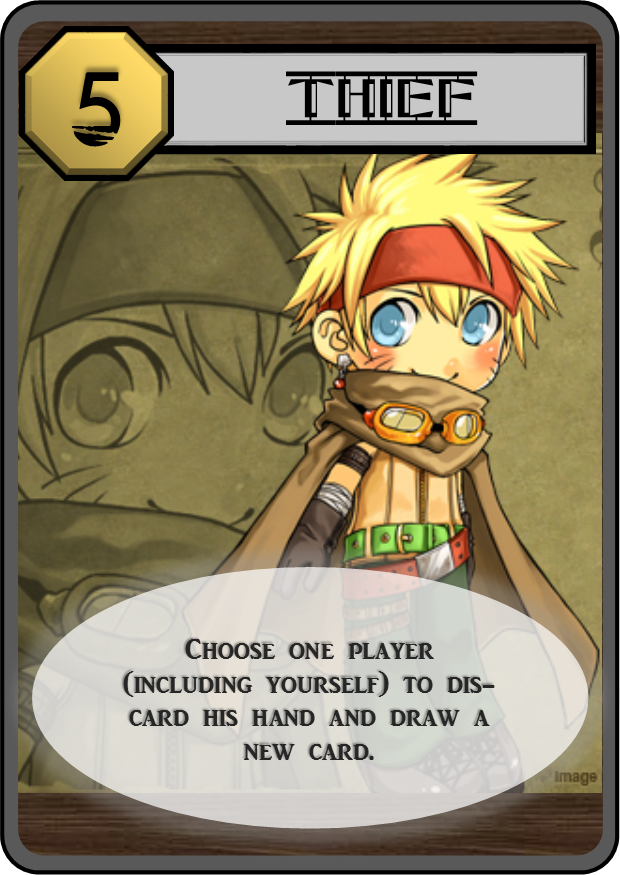 5
THIEF
Choose one player
(including yourself) to dis-
card his hand and draw a
new card.
Image